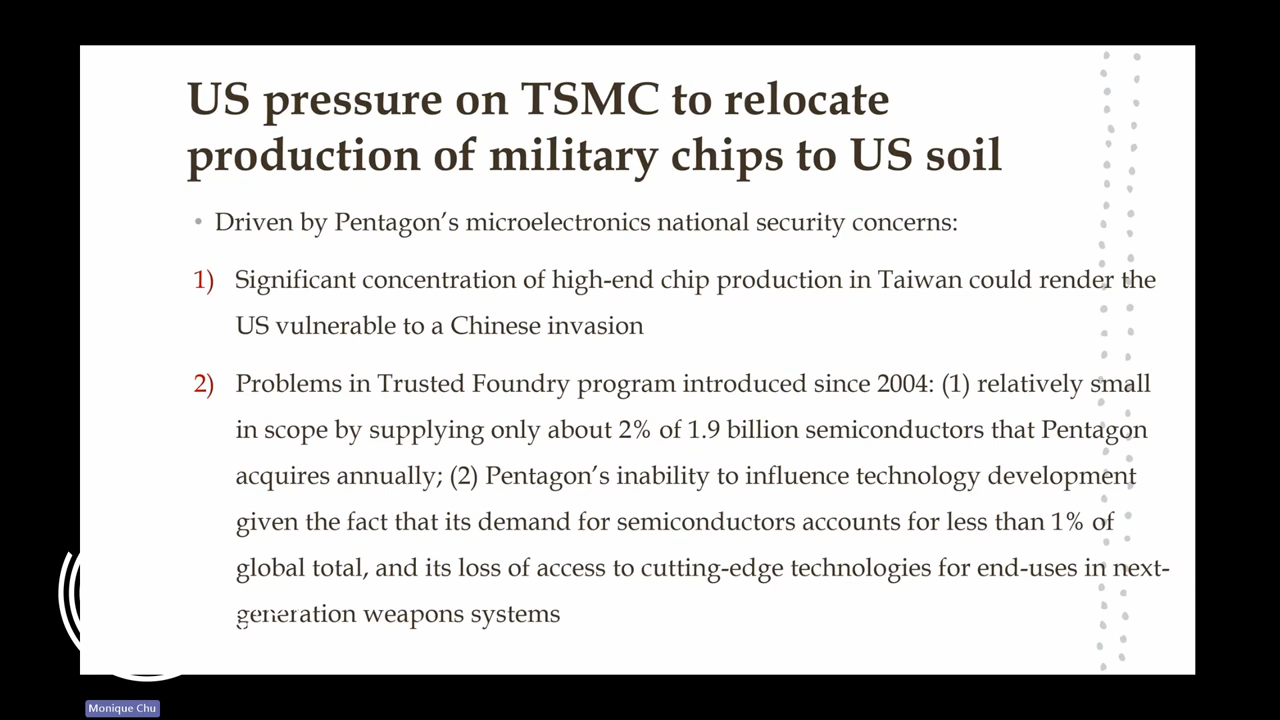 US pressure on TSMC to relocate
production of military chips to US soil
• Driven by Pentagon’s microelectronics national security concerns:
1) Significant concentration of high-end chip production in Taiwan could render the
US vulnerable to a Chinese invasion
2) Problems in Trusted Foundry program introduced since 2004: (1) relatively small
in scope by supplying only about 2% of 1.9 billion semiconductors that Pentagon
acquires annually; (2) Pentagon’s inability to influence technology development
given the fact that its demand for semiconductors accounts for less than 1% of
global total, and its loss of access to cutting-edge technologies for end-uses in next-
generation weapons systems
Monique Chu